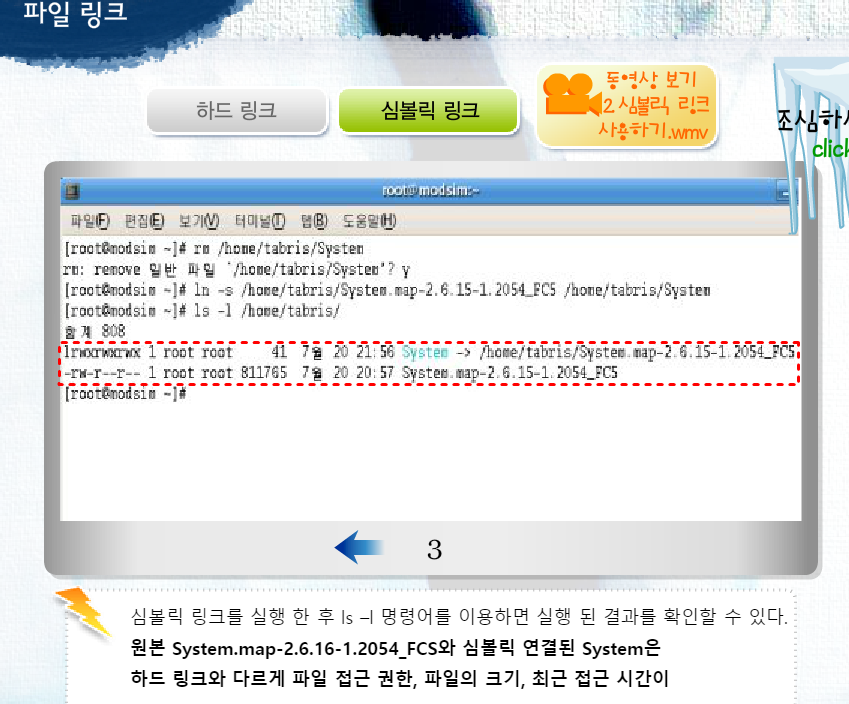 파일 링크
하드 링크
심볼릭 링크
동영상 보기
2 심볼릭 링크
사용하기.wmv
조심하
click
root@modsim:~
파일(F) 편집(E) 보기(V) 터미널(T) 탭(B) 도움말(H)
[root@modsim ~]# rm /home/tabris/System
rm: remove 일반 파일 `/home/tabris/System'? y
[root@modsim ~]# ln -s /home/tabris/System.map-2.6.15-1.2054_FC5 /home/tabris/System
[root@modsim ~]# ls -l /home/tabris/
합계 808
lrwxrwxrwx 1 root root 41 7월 20 21:56 System -> /home/tabris/System.map-2.6.15-1.2054_FC5
-rw-r--r-- 1 root root 811765 7월 20 20:57 System.map-2.6.15-1.2054_FC5
[root@modsim ~]#
3
심볼릭 링크를 실행 한 후 ls –l 명령어를 이용하면 실행 된 결과를 확인할 수 있다.
원본 System.map-2.6.16-1.2054_FCS와 심볼릭 연결된 System은
하드 링크와 다르게 파일 접근 권한, 파일의 크기, 최근 접근 시간이